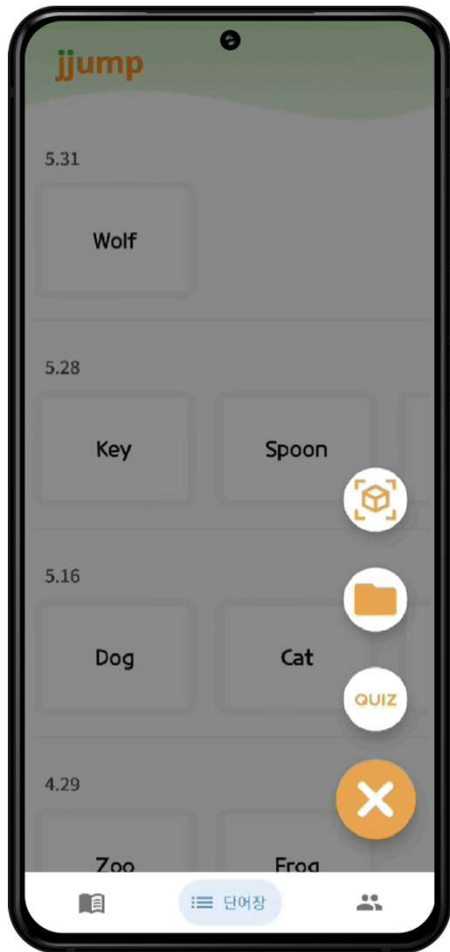 jjump
5.31
Wolf
5.28
Key Spoon
5.16
Dog Cat
QUIZ
4.29
Zoo Frog
단어장